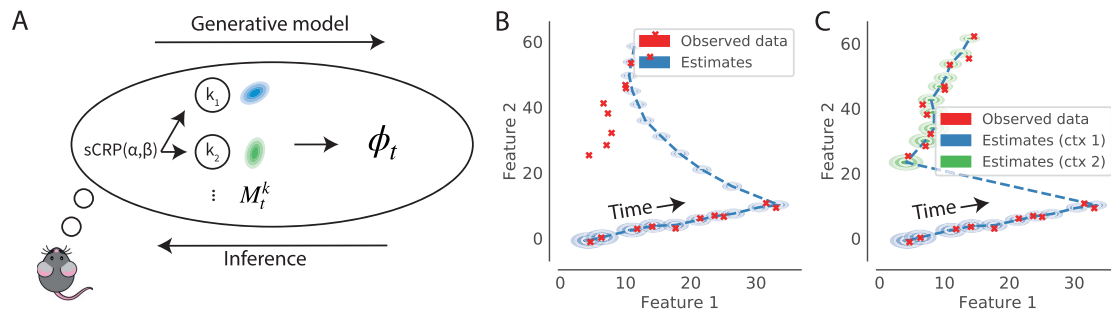 A
Generative model
k1
sCRP(α,β)
k2
⋮
M_t^k
ϕ_t
Inference
B
60
40
20
0
Feature 2
Observed data
Estimates
Time
0
10
20
30
Feature 1
C
60
40
20
0
Feature 2
Observed data
Estimates (ctx 1)
Estimates (ctx 2)
Time
0
10
20
30
Feature 1